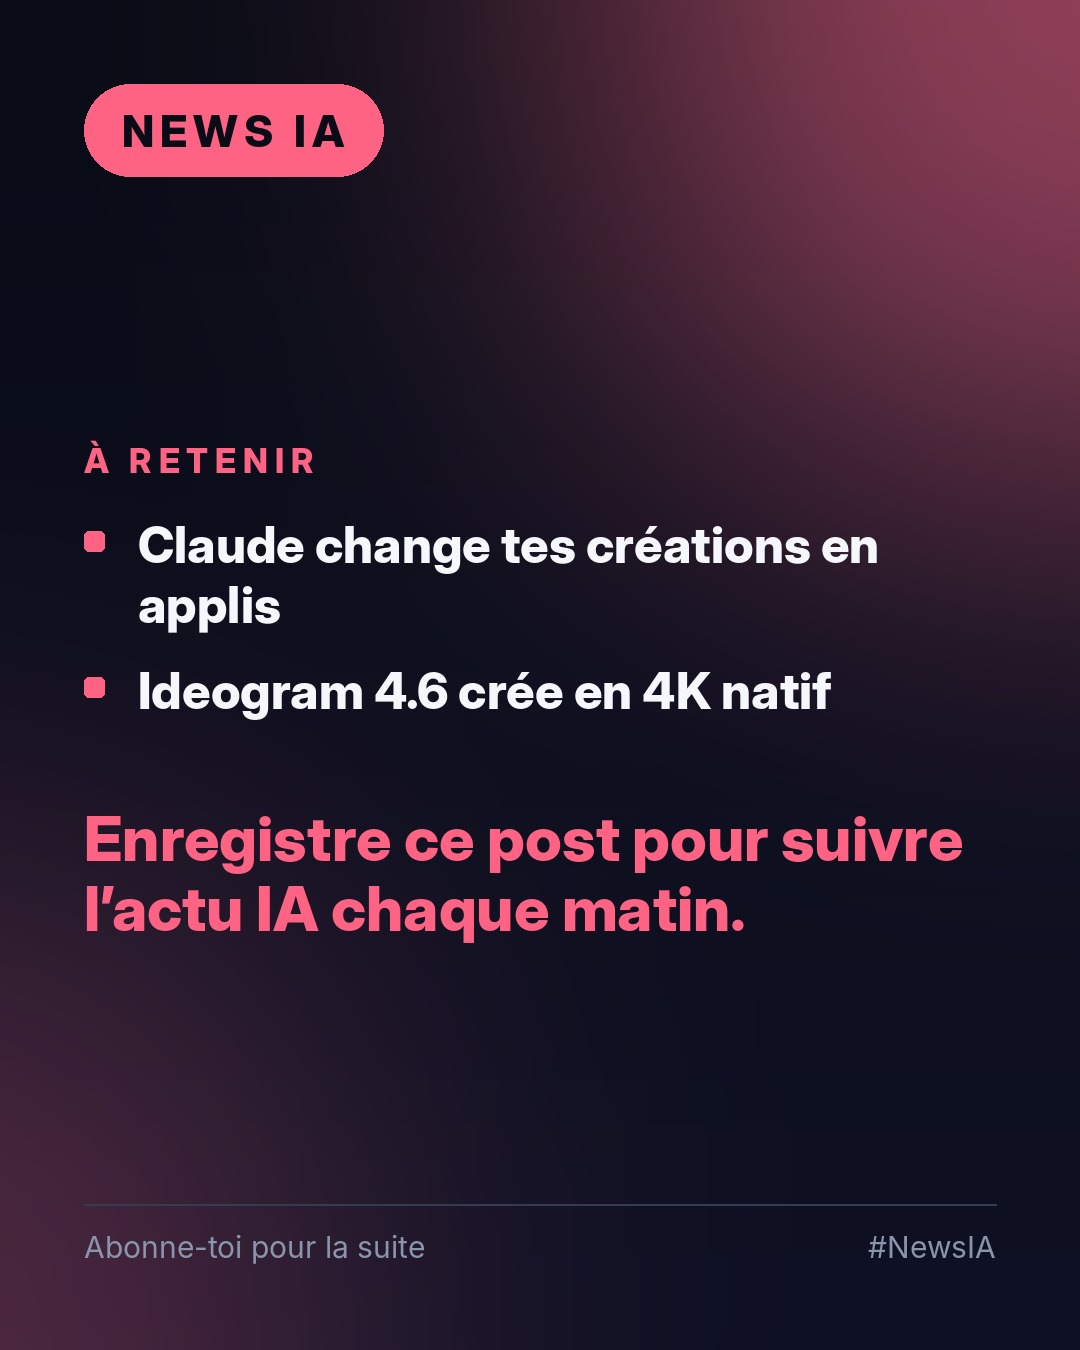 NEWS IA
À RETENIR
Claude change tes créations en
applis
Ideogram 4.6 crée en 4K natif
Enregistre ce post pour suivre
l’actu IA chaque matin.
Abonne-toi pour la suite
#NewsIA